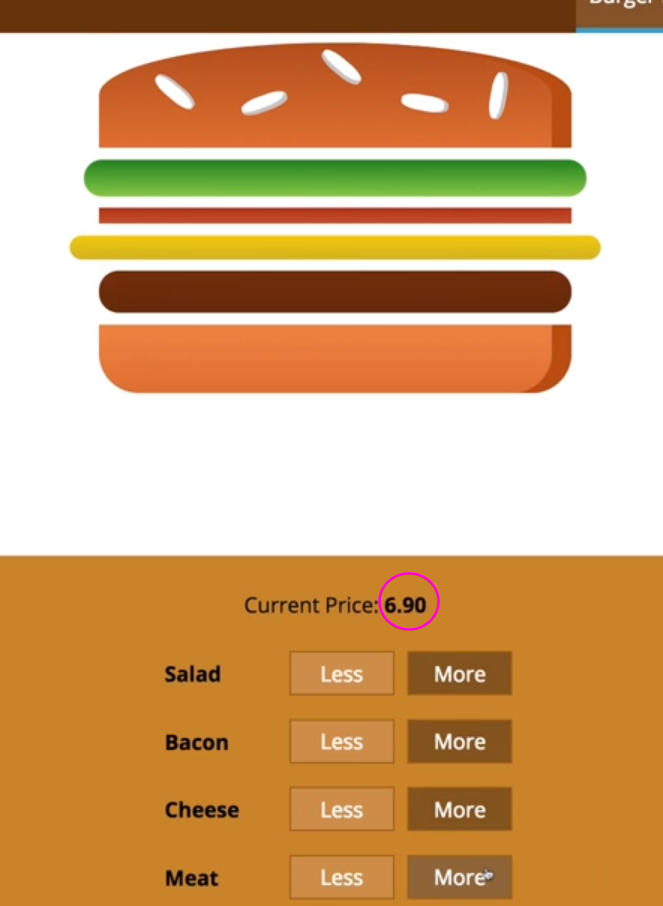 Burger
Current Price: 6.90
Salad Less More
Bacon Less More
Cheese Less More
Meat Less More